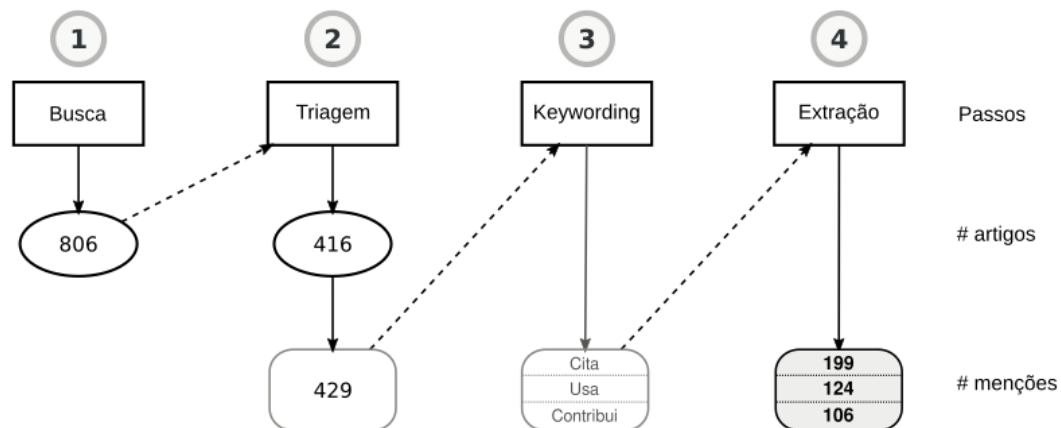 1 2 3 4
Busca Triagem Keywording Extração Passos
806 416 # artigos
429 Cita 199 # menções
Usa 124
Contribui 106